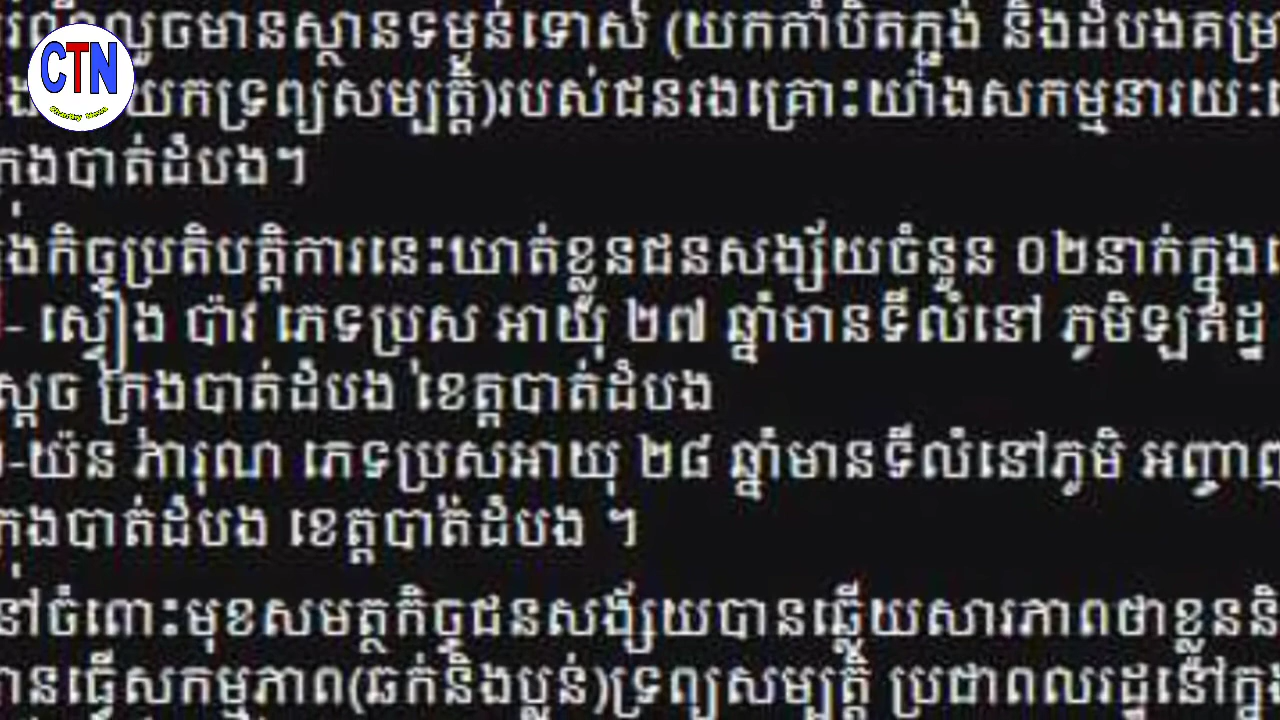 CTN
លួចមានស្ថានទម្ងន់ទោស (យកកាំបិតភ្ជង់ និងដំបងគម្រា
យកទ្រព្យសម្បត្តិ)របស់ជនរងគ្រោះយ៉ាងសកម្មនារយៈ
ក្រុងបាត់ដំបង។
ក្នុងកិច្ចប្រតិបត្តិការនេះឃាត់ខ្លួនជនសង្ស័យចំនួន ០២នាក់ក្នុង
- ស្ទឿង ប៉ាវ ភេទប្រុស អាយុ ២៧ ឆ្នាំមានទីលំនៅ ភូមិឡឥដ្ឋ
ស្តេច ក្រុងបាត់ដំបង ខេត្តបាត់ដំបង
-យ៉ន ភារុណ ភេទប្រុសអាយុ ២៨ ឆ្នាំមានទីលំនៅភូមិ អញ្ចាញ
ក្រុងបាត់ដំបង ខេត្តបាត់ដំបង ។
នៅចំពោះមុខសមត្ថកិច្ចជនសង្ស័យបានឆ្លើយសារភាពថាខ្លួននិ
បានធ្វើសកម្មភាព(ឆក់និងប្លន់)ទ្រព្យសម្បត្តិ ប្រជាពលរដ្ឋនៅក្នុង